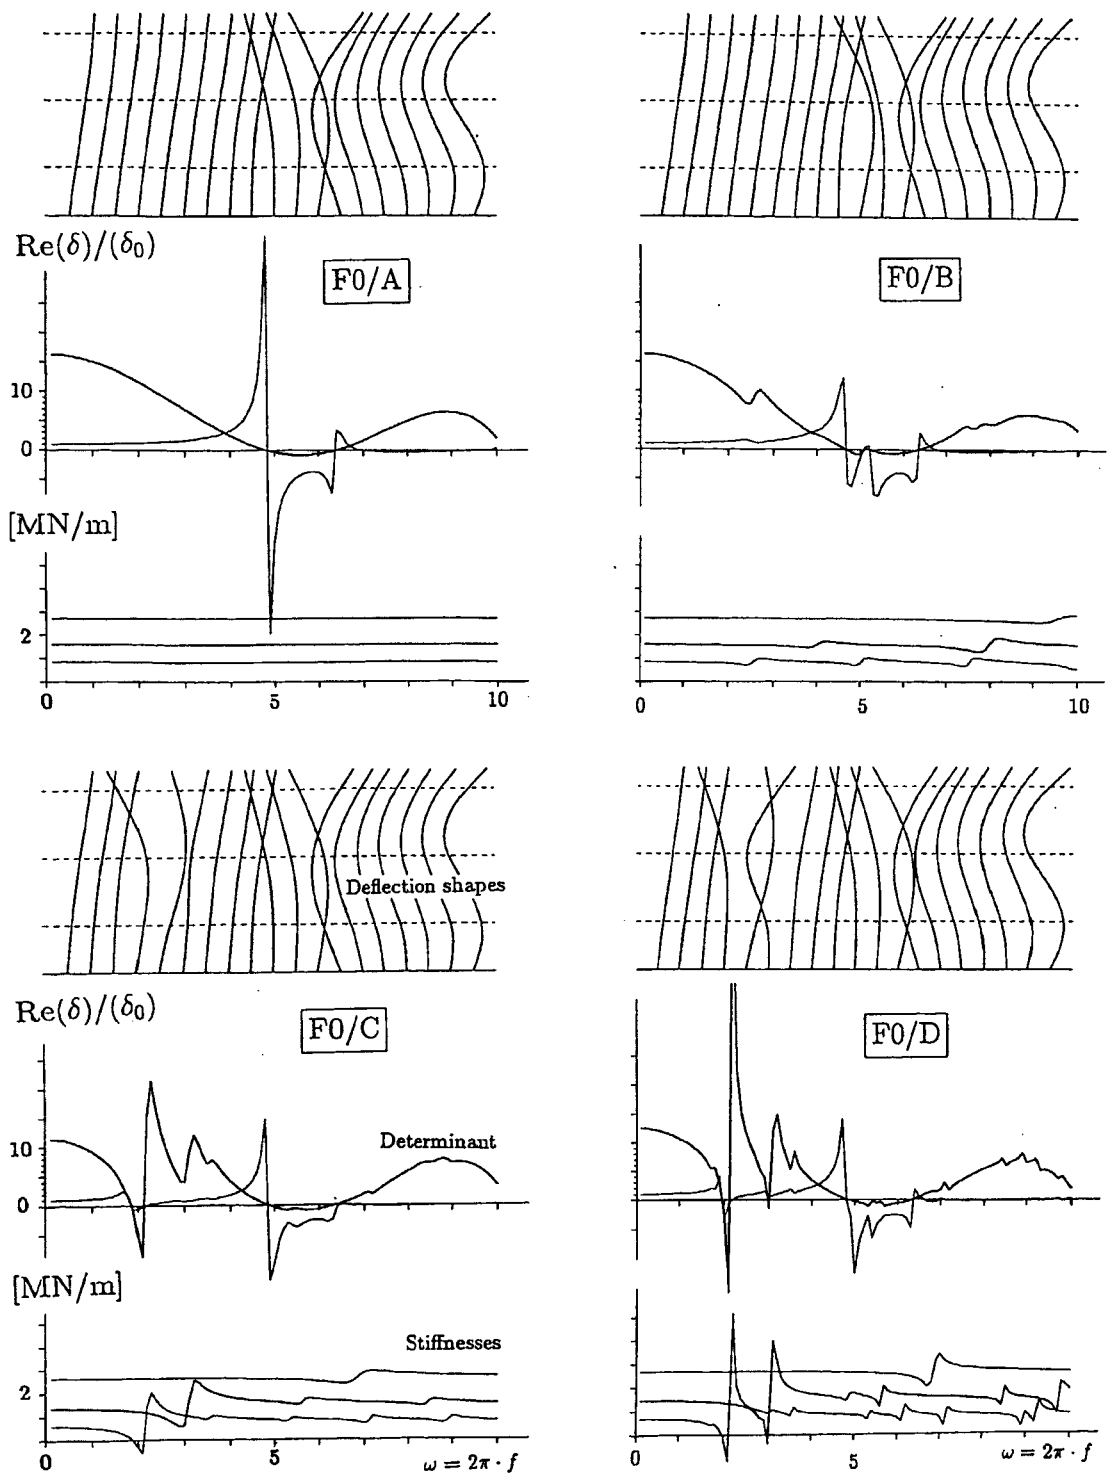 Re(δ)/(δ₀)
F0/A
F0/B
10
0
[MN/m]
2
0
5
10
0
5
10
Deflection shapes
Re(δ)/(δ₀)
F0/C
F0/D
Determinant
10
0
[MN/m]
Stiffnesses
2
0
5
ω = 2π · f
5
ω = 2π · f